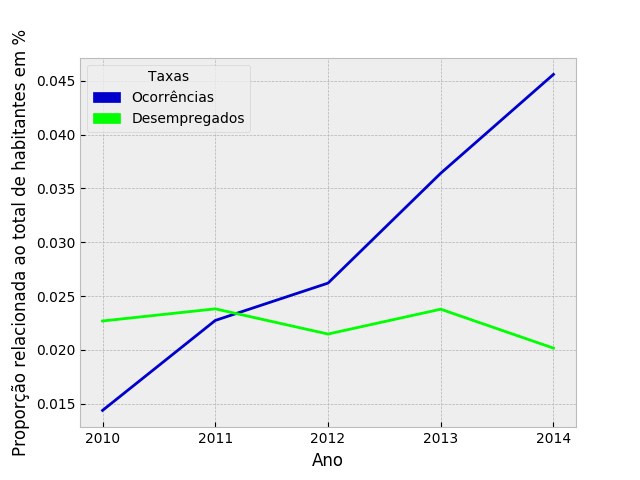 Proporção relacionada ao total de habitantes em %
Taxas
Ocorrências
Desempregados
0.045
0.040
0.035
0.030
0.025
0.020
0.015
2010 2011 2012 2013 2014
Ano